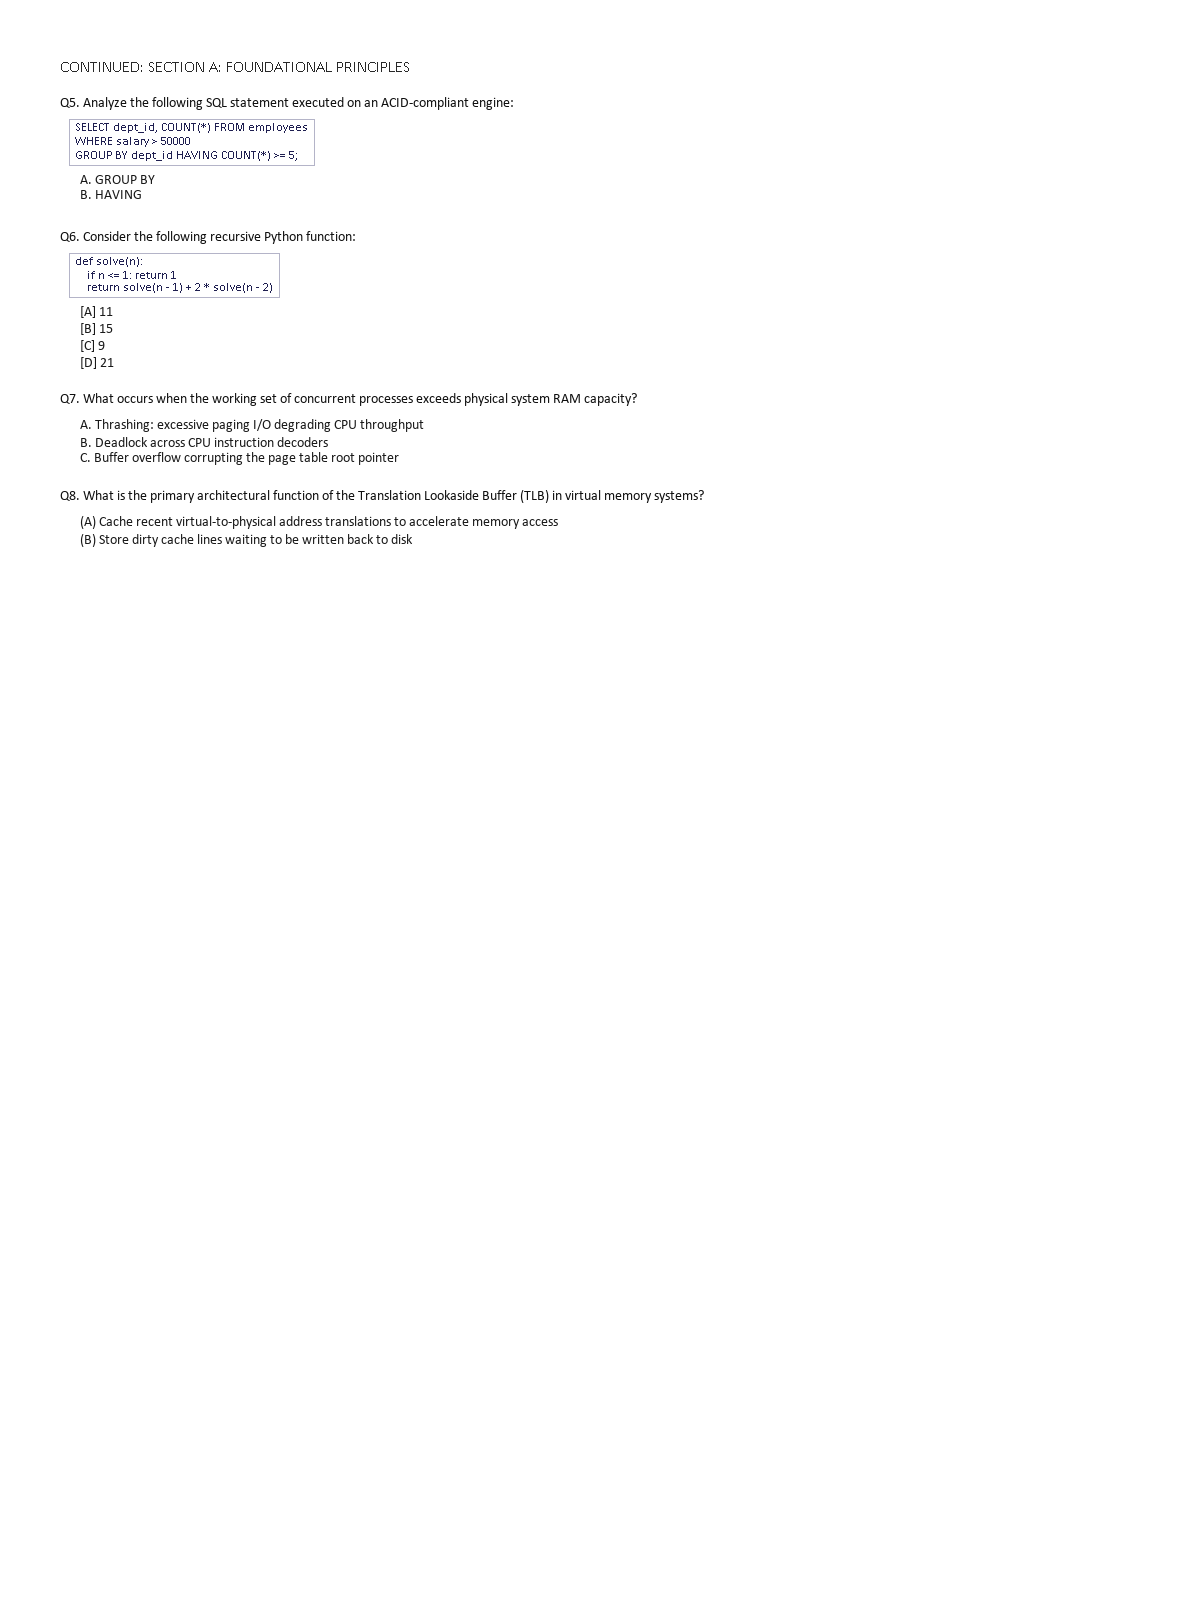 CONTINUED: SECTION A: FOUNDATIONAL PRINCIPLES
Q5. Analyze the following SQL statement executed on an ACID-compliant engine:
SELECT dept_id, COUNT(*) FROM employees
WHERE salary > 50000
GROUP BY dept_id HAVING COUNT(*) >= 5;
A. GROUP BY
B. HAVING
Q6. Consider the following recursive Python function:
def solve(n):
    if n <= 1: return 1
    return solve(n - 1) + 2 * solve(n - 2)
[A] 11
[B] 15
[C] 9
[D] 21
Q7. What occurs when the working set of concurrent processes exceeds physical system RAM capacity?
A. Thrashing: excessive paging I/O degrading CPU throughput
B. Deadlock across CPU instruction decoders
C. Buffer overflow corrupting the page table root pointer
Q8. What is the primary architectural function of the Translation Lookaside Buffer (TLB) in virtual memory systems?
(A) Cache recent virtual-to-physical address translations to accelerate memory access
(B) Store dirty cache lines waiting to be written back to disk